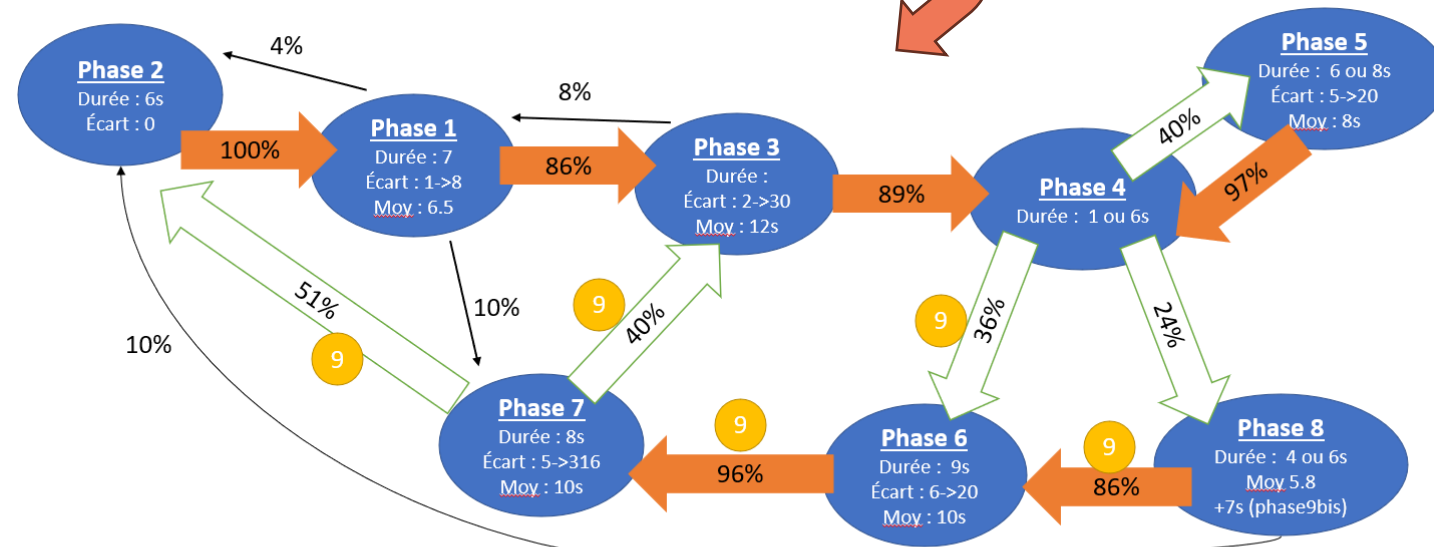 Phase 2
Durée : 6s
Écart : 0
4%
100%
Phase 1
Durée : 7
Écart : 1->8
Moy : 6.5
8%
86%
Phase 3
Durée :
Écart : 2->30
Moy : 12s
89%
Phase 4
Durée : 1 ou 6s
40%
Phase 5
Durée : 6 ou 8s
Écart : 5->20
Moy : 8s
97%
51%
9
10%
10%
9
40%
9
36%
24%
Phase 7
Durée : 8s
Écart : 5->316
Moy : 10s
9
96%
Phase 6
Durée : 9s
Écart : 6->20
Moy : 10s
9
86%
Phase 8
Durée : 4 ou 6s
Moy 5.8
+7s (phase9bis)